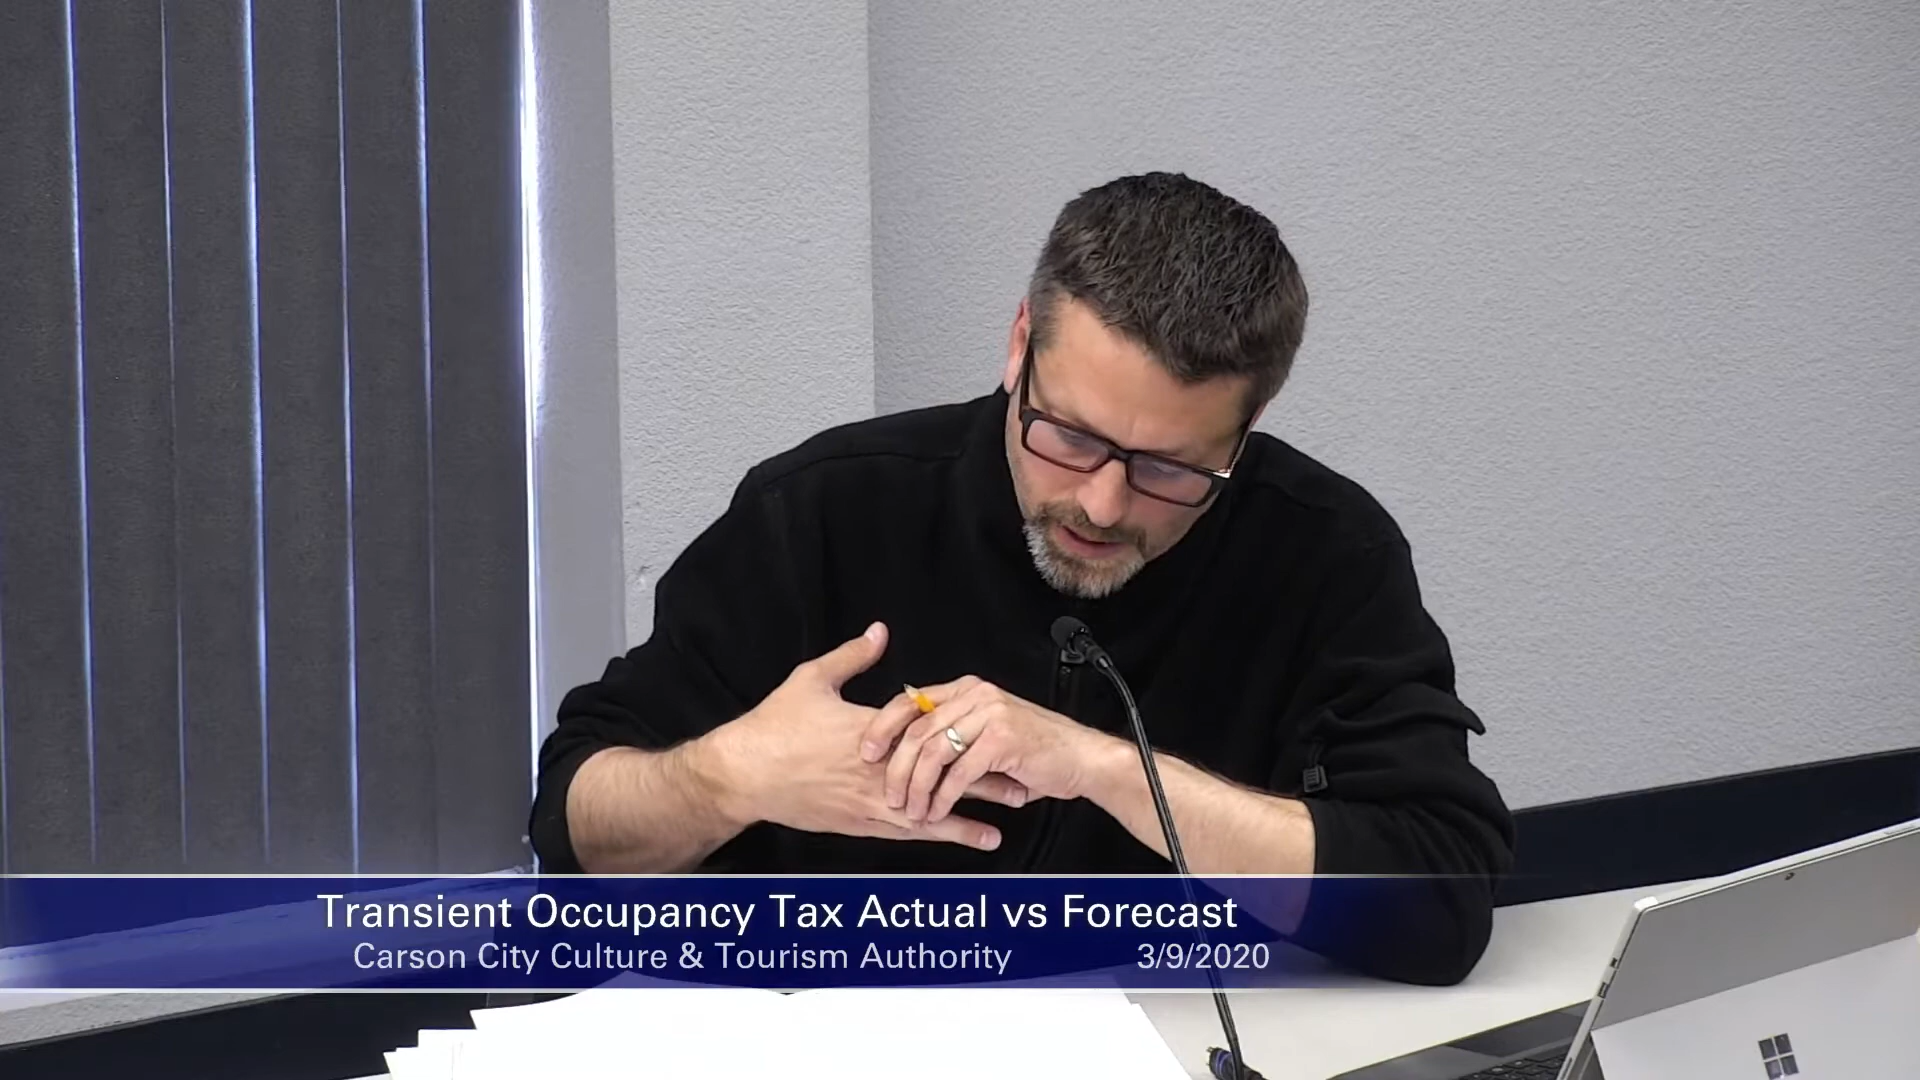 Transient Occupancy Tax Actual vs Forecast
Carson City Culture & Tourism Authority 3/9/2020